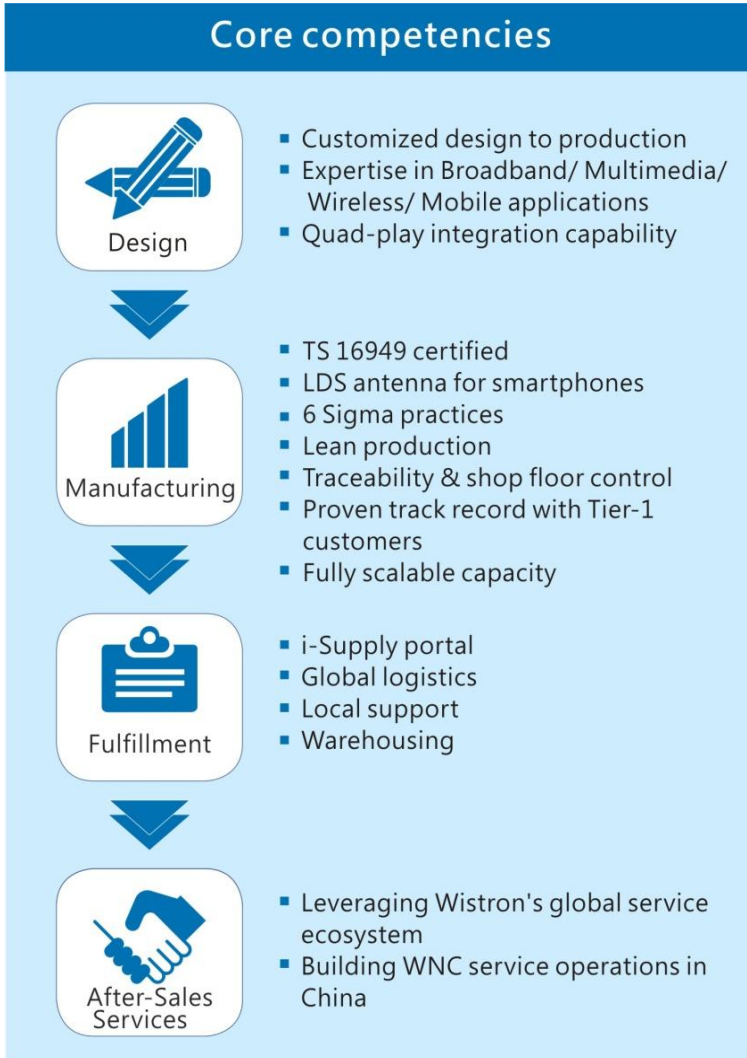 Core competencies
Design
▪ Customized design to production
▪ Expertise in Broadband/ Multimedia/
Wireless/ Mobile applications
▪ Quad-play integration capability
Manufacturing
▪ TS 16949 certified
▪ LDS antenna for smartphones
▪ 6 Sigma practices
▪ Lean production
▪ Traceability & shop floor control
▪ Proven track record with Tier-1
customers
▪ Fully scalable capacity
Fulfillment
▪ i-Supply portal
▪ Global logistics
▪ Local support
▪ Warehousing
After-Sales
Services
▪ Leveraging Wistron's global service
ecosystem
▪ Building WNC service operations in
China